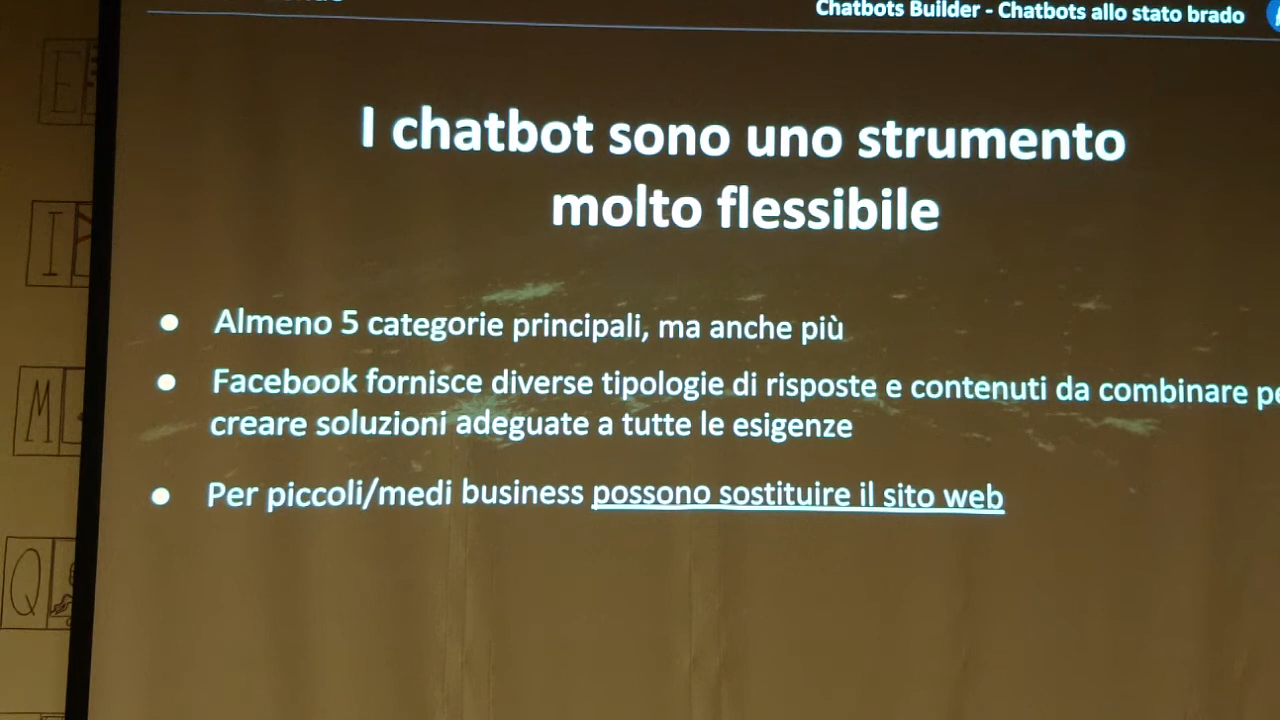 Chatbots Builder - Chatbots allo stato brado
I chatbot sono uno strumento
molto flessibile
● Almeno 5 categorie principali, ma anche più
● Facebook fornisce diverse tipologie di risposte e contenuti da combinare
creare soluzioni adeguate a tutte le esigenze
● Per piccoli/medi business possono sostituire il sito web
E
I
M
Q